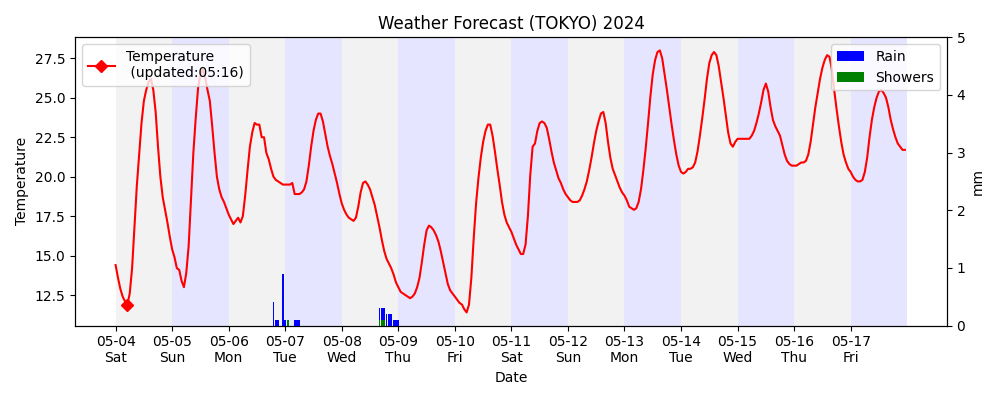 Weather Forecast (TOKYO) 2024
Temperature
(updated:05:16)
Rain
Showers
Temperature
27.5
25.0
22.5
20.0
17.5
15.0
12.5
5
4
3
2
1
0
mm
05-04 05-05 05-06 05-07 05-08 05-09 05-10 05-11 05-12 05-13 05-14 05-15 05-16 05-17
Sat Sun Mon Tue Wed Thu Fri Sat Sun Mon Tue Wed Thu Fri
Date